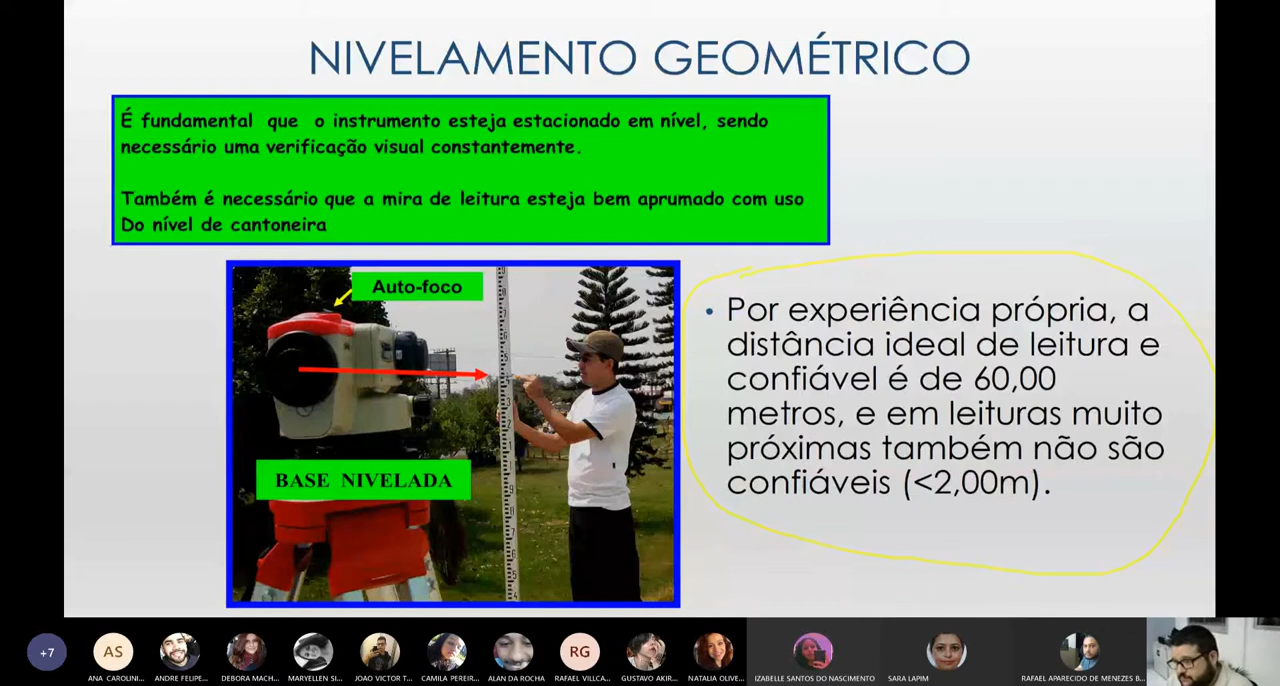 NIVELAMENTO GEOMÉTRICO
É fundamental que o instrumento esteja estacionado em nível, sendo
necessário uma verificação visual constantemente.
Também é necessário que a mira de leitura esteja bem aprumado com uso
Do nível de cantoneira
Auto-foco
BASE NIVELADA
• Por experiência própria, a
distância ideal de leitura e
confiável é de 60,00
metros, e em leituras muito
próximas também não são
confiáveis (<2,00m).
+7
AS
RG
ANA CAROLINI...
ANDRE FELIPE...
DEBORA MACH...
MARYELLEN SI...
JOAO VICTOR T...
CAMILA PEREIR...
ALAN DA ROCHA
RAFAEL VILLCA...
GUSTAVO AKIR...
NATALIA OLIVE...
IZABELLE SANTOS DO NASCIMENTO
SARA LAPIM
RAFAEL APARECIDO DE MENEZES B...